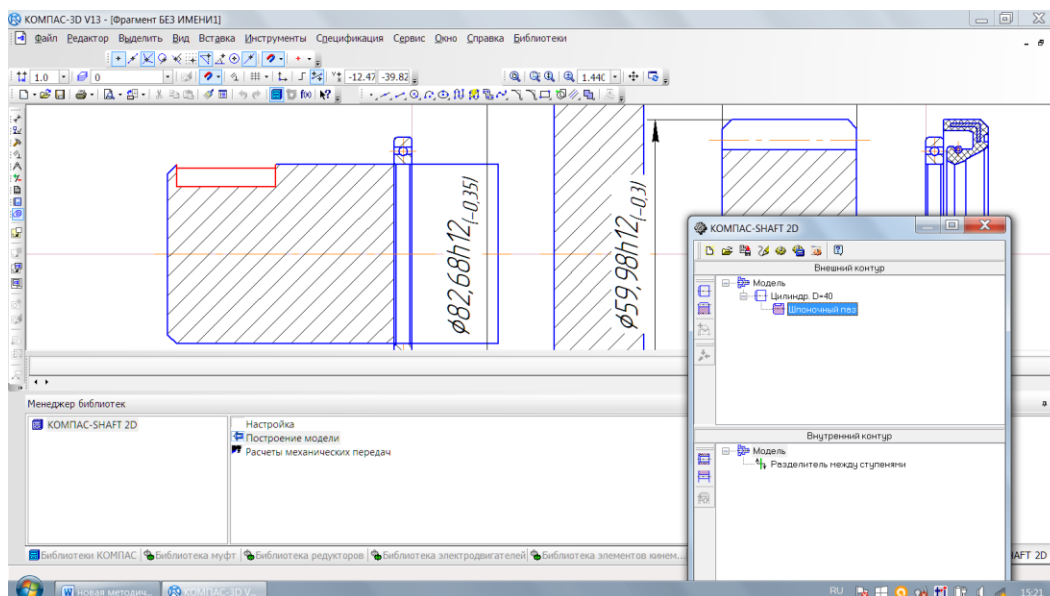 КОМПАС-3D V13 - [Фрагмент БЕЗ ИМЕНИ1]
Файл Редактор Выделить Вид Вставка Инструменты Спецификация Сервис Окно Справка Библиотеки
1.0 0 -12.47 -39.82 1.440
f(x)
ϕ82,68h12(-0,35)
ϕ59,98h12(-0,3)
КОМПАС-SHAFT 2D
Внешний контур
Модель
Цилиндр. D=40
Шпоночный паз
Внутренний контур
Модель
Разделитель между ступенями
Менеджер библиотек
КОМПАС-SHAFT 2D
Настройка
Построение модели
Расчеты механических передач
Библиотеки КОМПАС Библиотека муфт Библиотека редукторов Библиотека электродвигателей Библиотека элементов кинем... AFT 2D
Новая методич... КОМПАС-3D V... RU 15:21